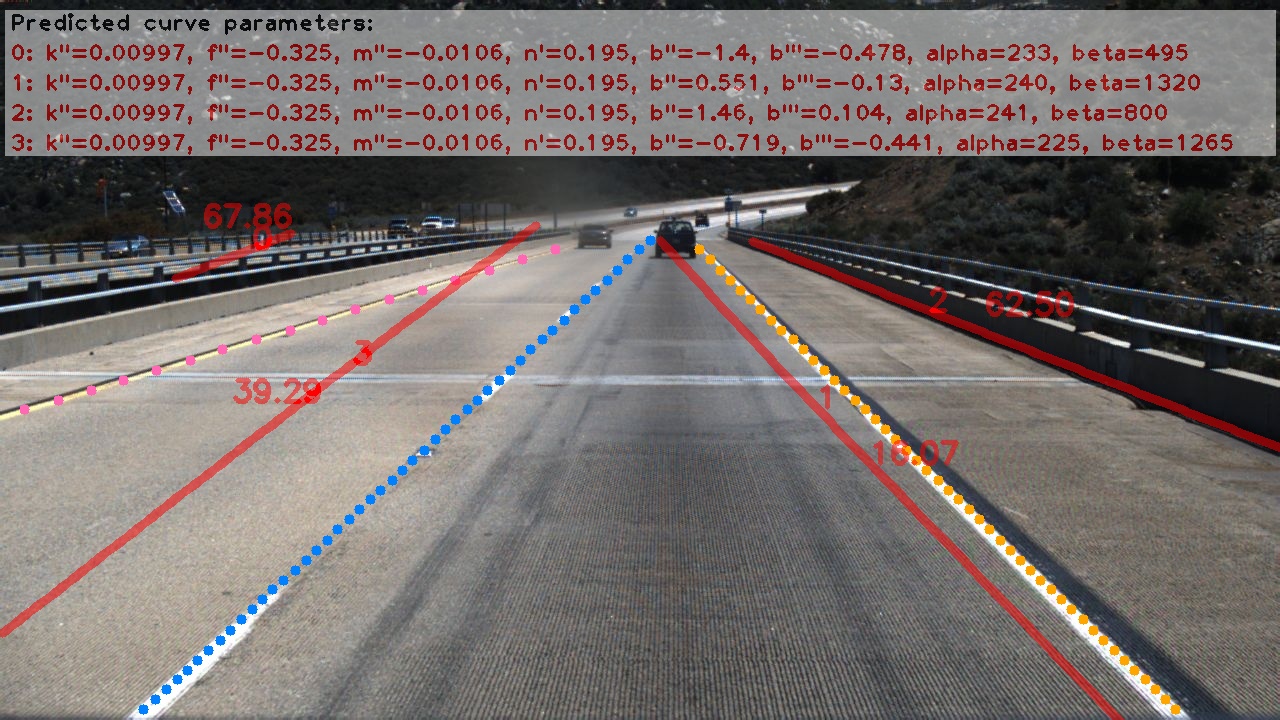 Predicted curve parameters:
0: k''=0.00997, f''=-0.325, m''=-0.0106, n'=0.195, b''=-1.4, b'''=-0.478, alpha=233, beta=495
1: k''=0.00997, f''=-0.325, m''=-0.0106, n'=0.195, b''=0.551, b'''=-0.13, alpha=240, beta=1320
2: k''=0.00997, f''=-0.325, m''=-0.0106, n'=0.195, b''=1.46, b'''=0.104, alpha=241, beta=800
3: k''=0.00997, f''=-0.325, m''=-0.0106, n'=0.195, b''=-0.719, b'''=-0.441, alpha=225, beta=1265
67.86
0
2 62.50
3
39.29
1
16.07